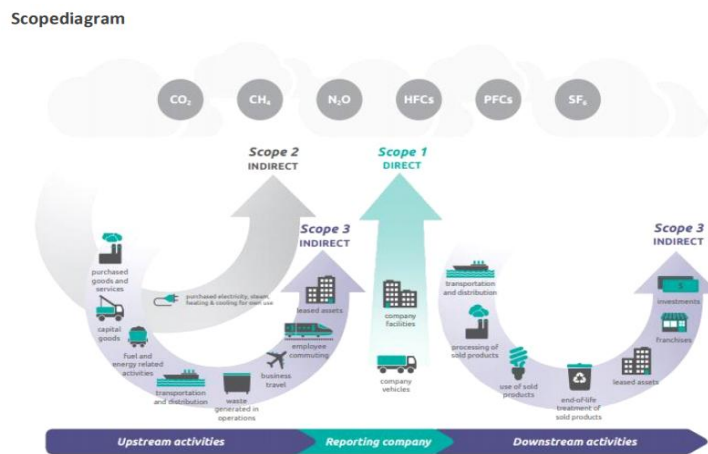 Scopediagram
CO₂
CH₄
N₂O
HFCs
PFCs
SF₆
Scope 2
INDIRECT
Scope 1
DIRECT
Scope 3
INDIRECT
Scope 3
INDIRECT
purchased
goods and
services
capital
goods
fuel and
energy related
activities
transportation
and distribution
waste
generated in
operations
business
travel
employee
commuting
leased assets
purchased electricity, steam,
heating & cooling for own use
company
facilities
company
vehicles
transportation
and distribution
processing of
sold products
use of sold
products
end-of-life
treatment of
sold products
leased assets
franchises
investments
$
Upstream activities
Reporting company
Downstream activities